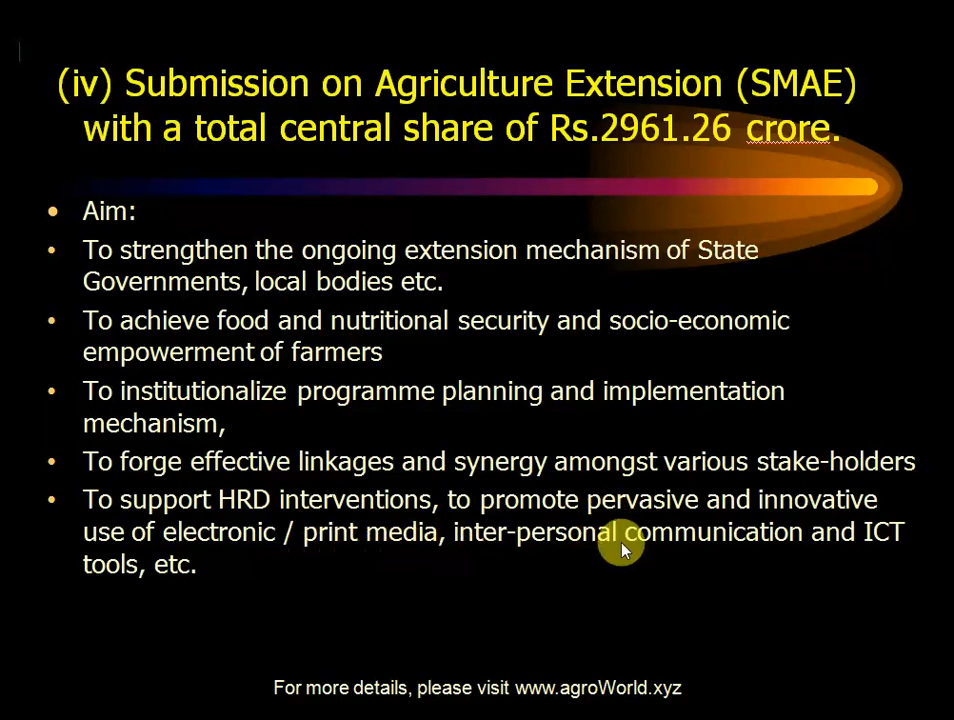 (iv) Submission on Agriculture Extension (SMAE)
with a total central share of Rs.2961.26 crore.
• Aim:
• To strengthen the ongoing extension mechanism of State
Governments, local bodies etc.
• To achieve food and nutritional security and socio-economic
empowerment of farmers
• To institutionalize programme planning and implementation
mechanism,
• To forge effective linkages and synergy amongst various stake-holders
• To support HRD interventions, to promote pervasive and innovative
use of electronic / print media, inter-personal communication and ICT
tools, etc.
For more details, please visit www.agroWorld.xyz